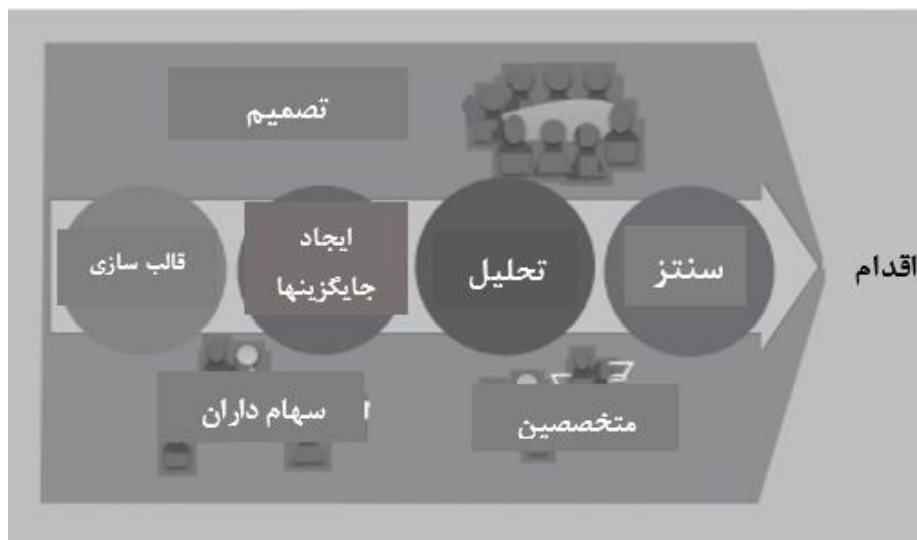 تصمیم
قالب سازی
ایجاد
جایگزینها
تحلیل
سنتز
اقدام
سهام داران
متخصصین